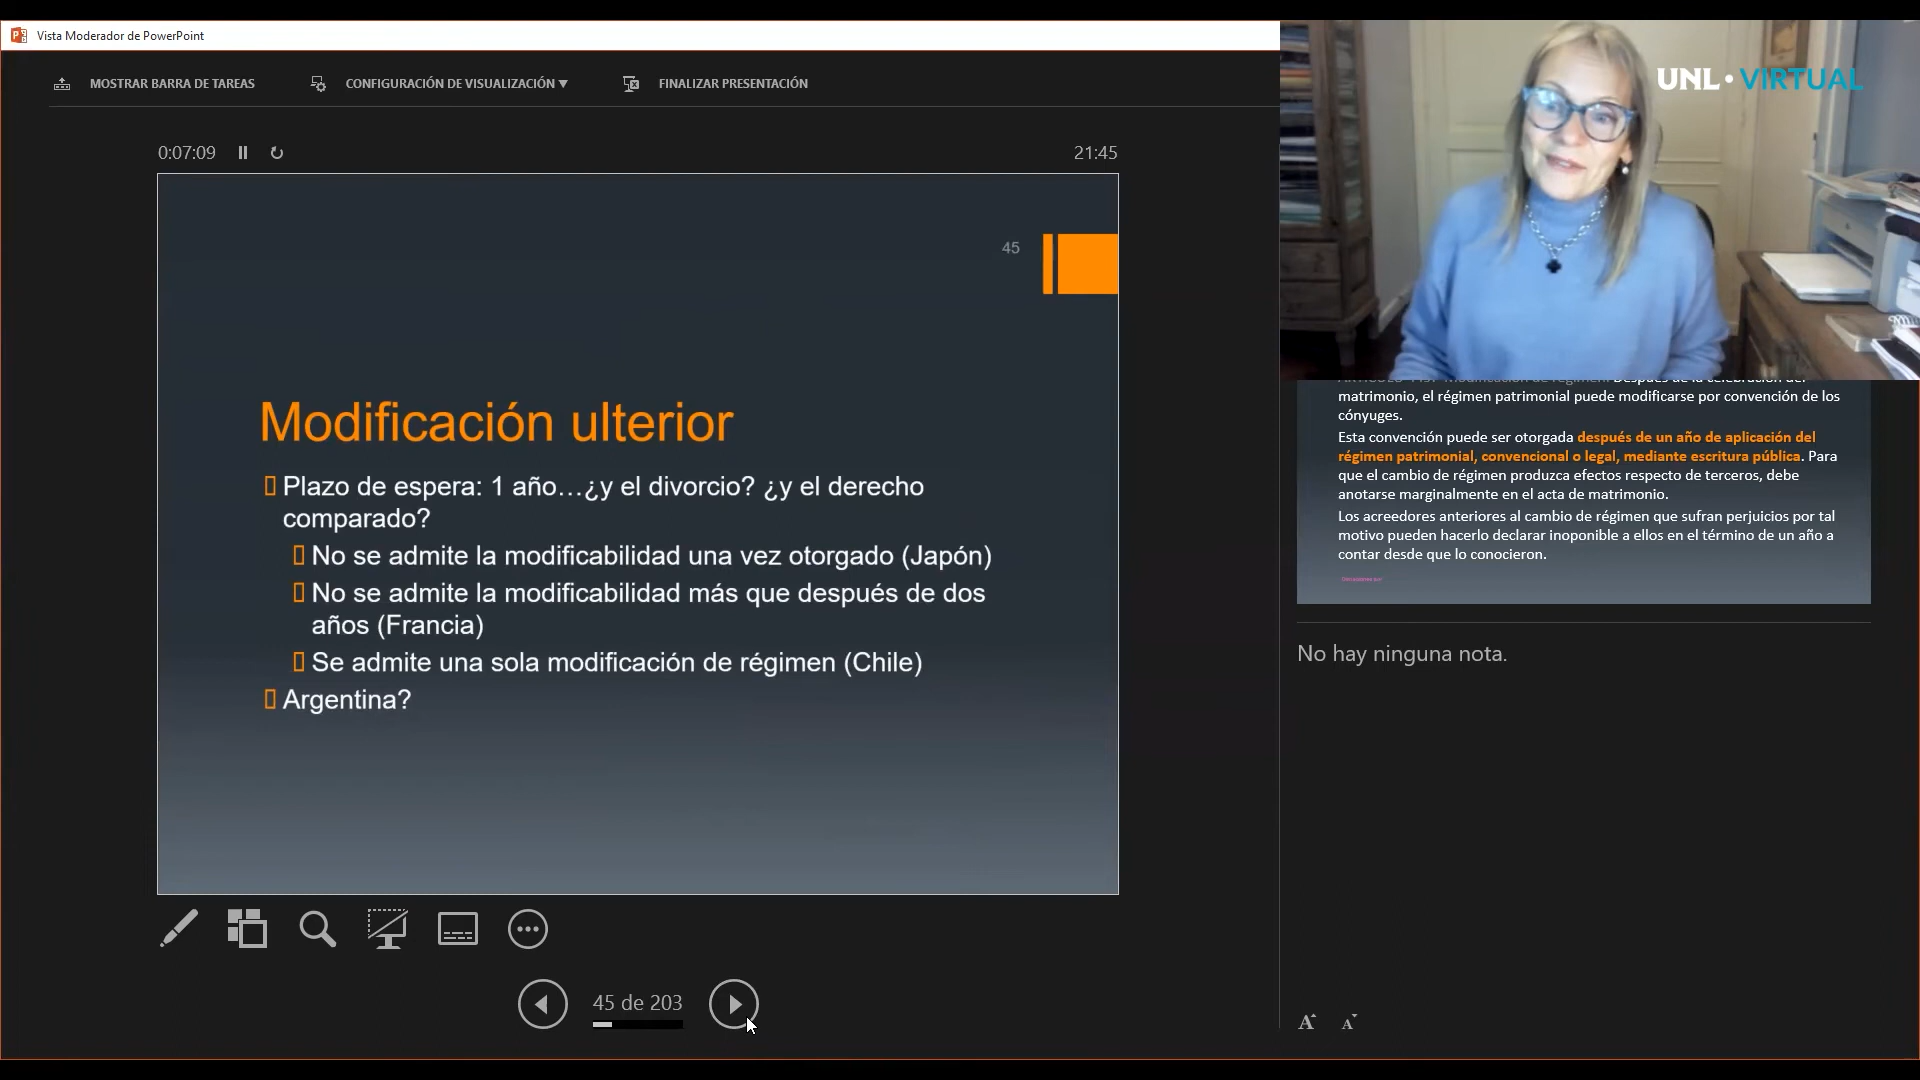 Vista Moderador de PowerPoint
MOSTRAR BARRA DE TAREAS
CONFIGURACIÓN DE VISUALIZACIÓN ▼
FINALIZAR PRESENTACIÓN
UNL • VIRTUAL
0:07:09
21:45
45
Modificación ulterior
Plazo de espera: 1 año…¿y el divorcio? ¿y el derecho
comparado?
No se admite la modificabilidad una vez otorgado (Japón)
No se admite la modificabilidad más que después de dos
años (Francia)
Se admite una sola modificación de régimen (Chile)
Argentina?
45 de 203
matrimonio, el régimen patrimonial puede modificarse por convención de los
cónyuges.
Esta convención puede ser otorgada después de un año de aplicación del
régimen patrimonial, convencional o legal, mediante escritura pública. Para
que el cambio de régimen produzca efectos respecto de terceros, debe
anotarse marginalmente en el acta de matrimonio.
Los acreedores anteriores al cambio de régimen que sufran perjuicios por tal
motivo pueden hacerlo declarar inoponible a ellos en el término de un año a
contar desde que lo conocieron.
No hay ninguna nota.
A A